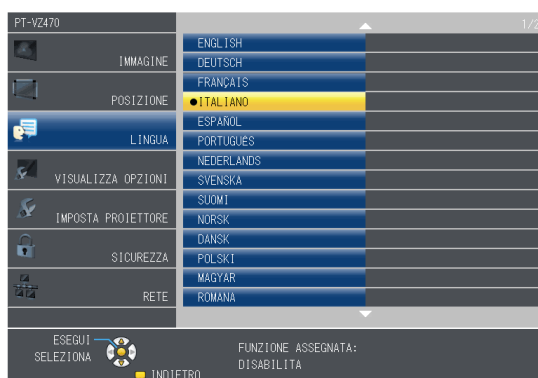 PT-VZ470
1/2
IMMAGINE
POSIZIONE
LINGUA
VISUALIZZA OPZIONI
IMPOSTA PROIETTORE
SICUREZZA
RETE
ENGLISH
DEUTSCH
FRANÇAIS
●ITALIANO
ESPAÑOL
PORTUGUÊS
NEDERLANDS
SVENSKA
SUOMI
NORSK
DANSK
POLSKI
MAGYAR
ROMANA
ESEGUI
SELEZIONA
INDIETRO
FUNZIONE ASSEGNATA:
DISABILITA